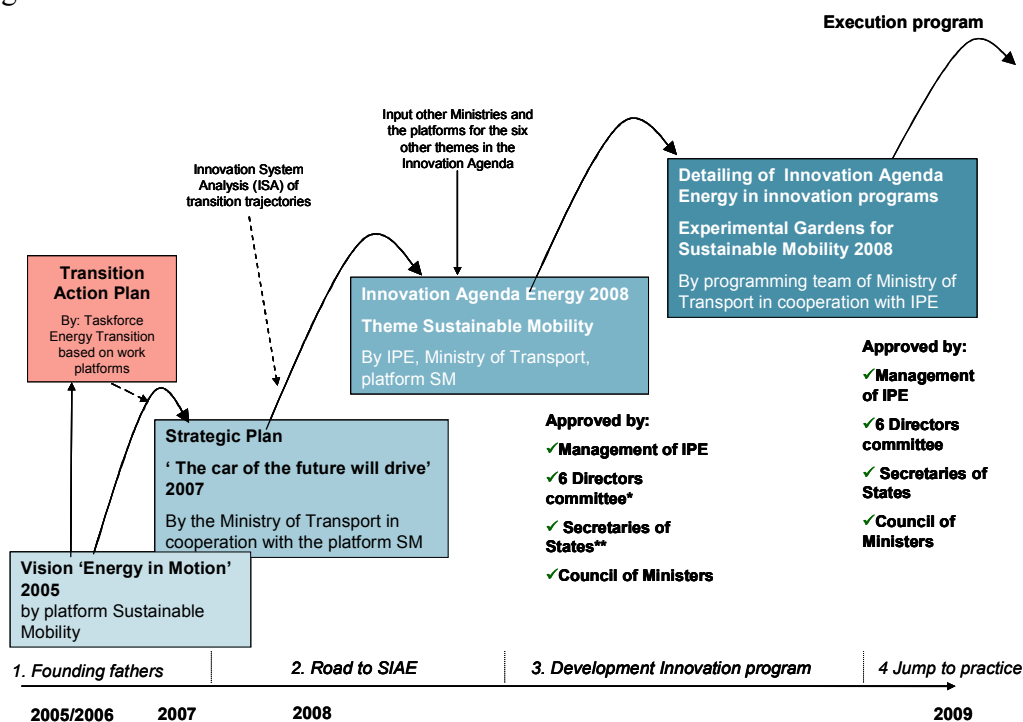 Execution program
Input other Ministries and
the platforms for the six
other themes in the
Innovation Agenda
Innovation System
Analysis (ISA) of
transition trajectories
Detailing of Innovation Agenda
Energy in innovation programs
Experimental Gardens for
Sustainable Mobility 2008
By programming team of Ministry of
Transport in cooperation with IPE
Transition
Action Plan
By: Taskforce
Energy Transition
based on work
platforms
Innovation Agenda Energy 2008
Theme Sustainable Mobility
By IPE, Ministry of Transport,
platform SM
Approved by:
✓Management
of IPE
✓6 Directors
committee
✓ Secretaries of
States
✓Council of
Ministers
Approved by:
✓Management of IPE
✓6 Directors
committee*
✓ Secretaries of
States**
✓Council of Ministers
Strategic Plan
‘ The car of the future will drive’
2007
By the Ministry of Transport in
cooperation with the platform SM
Vision ‘Energy in Motion’
2005
by platform Sustainable
Mobility
1. Founding fathers
2. Road to SIAE
3. Development Innovation program
4 Jump to practice
2005/2006
2007
2008
2009